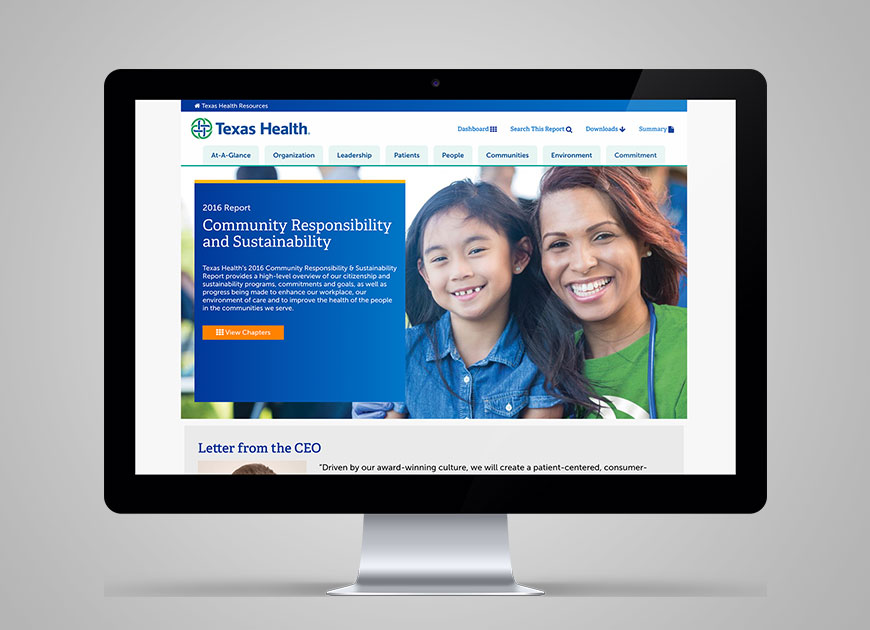 Texas Health Resources
Texas Health.
Dashboard
Search This Report
Downloads
Summary
At-A-Glance
Organization
Leadership
Patients
People
Communities
Environment
Commitment
2016 Report
Community Responsibility
and Sustainability
Texas Health's 2016 Community Responsibility & Sustainability
Report provides a high-level overview of our citizenship and
sustainability programs, commitments and goals, as well as
progress being made to enhance our workplace, our
environment of care and to improve the health of the people
in the communities we serve.
View Chapters
Letter from the CEO
"Driven by our award-winning culture, we will create a patient-centered, consumer-